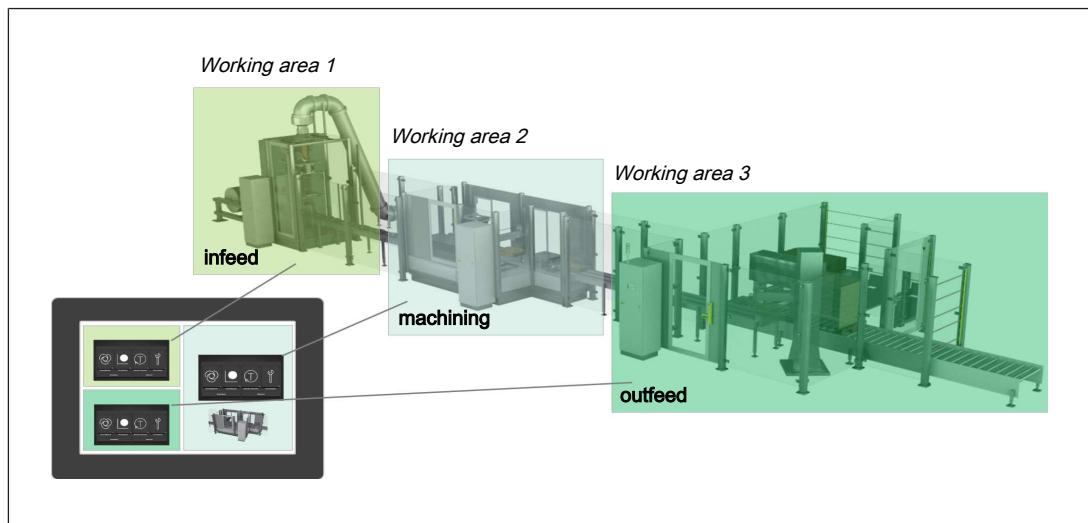 Working area 1
Working area 2
Working area 3
infeed
machining
outfeed